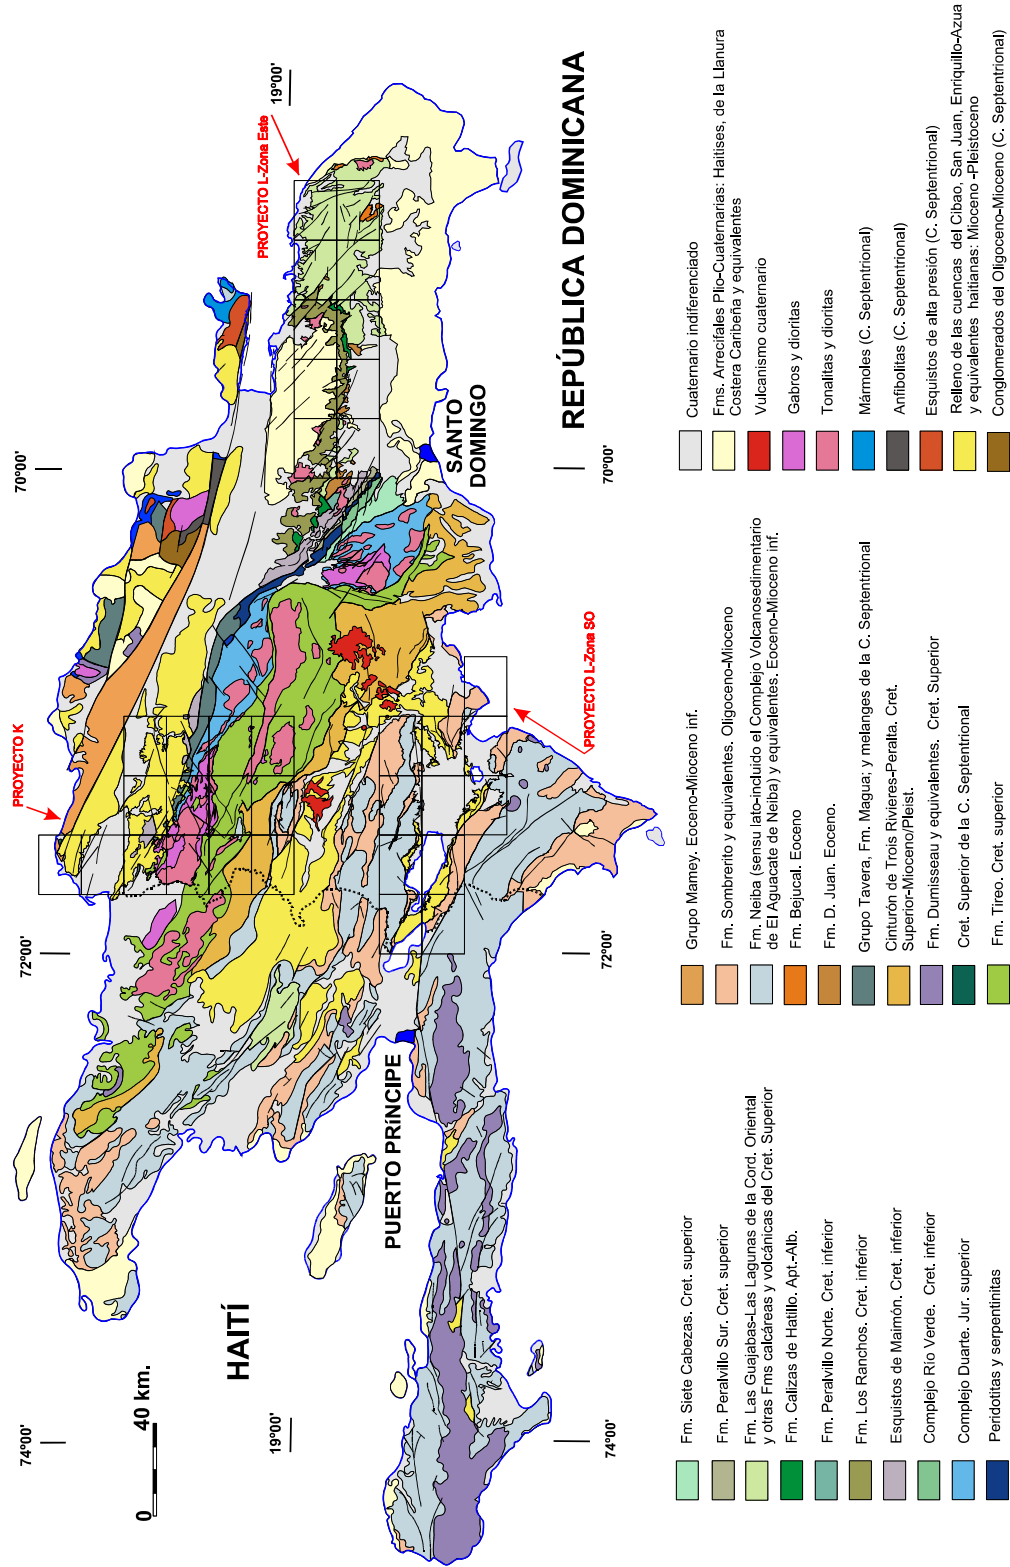 PROYECTO K
PROYECTO L-Zona Este
PROYECTO L-Zona SO
74º00'
72º00'
70º00'
19º00'
19º00'
74º00'
72º00'
70º00'
0 40 km.
HAITÍ
PUERTO PRíNCIPE
SANTO
DOMINGO
REPÚBLICA DOMINICANA
Fm. Siete Cabezas. Cret. superior
Fm. Peralvillo Sur. Cret. superior
Fm. Las Guajabas-Las Lagunas de la Cord. Oriental
y otras Fms calcáreas y volcánicas del Cret. Superior
Fm. Calizas de Hatillo. Apt.-Alb.
Fm. Peralvillo Norte. Cret. inferior
Fm. Los Ranchos. Cret. inferior
Esquistos de Maimón. Cret. inferior
Complejo Río Verde. Cret. inferior
Complejo Duarte. Jur. superior
Peridotitas y serpentinitas
Grupo Mamey. Eoceno-Mioceno inf.
Fm. Sombrerito y equivalentes. Oligoceno-Mioceno
Fm. Neiba (sensu lato-incluido el Complejo Volcanosedimentario
de El Aguacate de Neiba) y equivalentes. Eoceno-Mioceno inf.
Fm. Bejucal. Eoceno
Fm. D. Juan. Eoceno.
Grupo Tavera, Fm. Magua; y melanges de la C. Septentrional
Cinturón de Trois Rivieres-Peralta. Cret.
Superior-Mioceno/Pleist.
Fm. Dumisseau y equivalentes. Cret. Superior
Cret. Superior de la C. Septentrional
Fm. Tireo. Cret. superior
Cuaternario indiferenciado
Fms. Arrecifales Plio-Cuaternarias: Haitises, de la Llanura
Costera Caribeña y equivalentes
Vulcanismo cuaternario
Gabros y dioritas
Tonalitas y dioritas
Mármoles (C. Septentrional)
Anfibolitas (C. Septentrional)
Esquistos de alta presión (C. Septentrional)
Relleno de las cuencas del Cibao, San Juan, Enriquillo-Azua
y equivalentes haitianas: Mioceno -Pleistoceno
Conglomerados del Oligoceno-Mioceno (C. Septentrional)